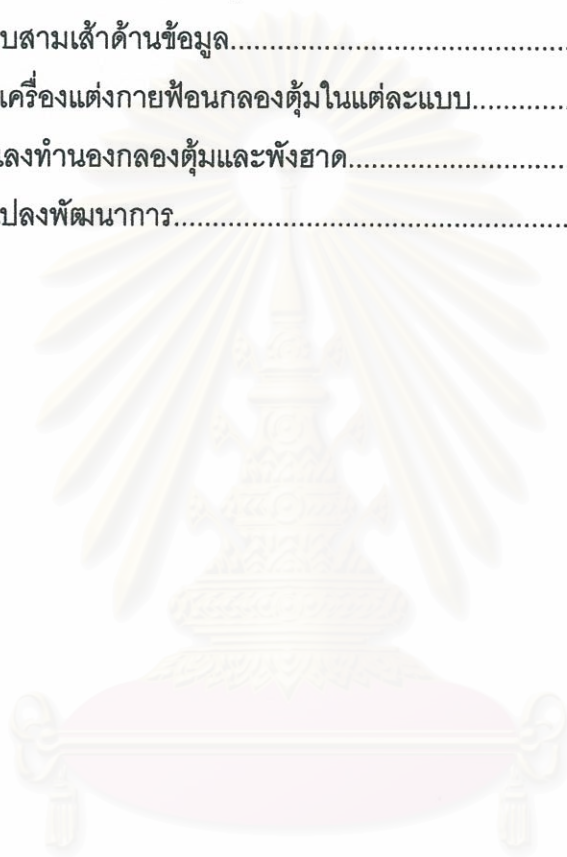 บสามเส้าด้านข้อมูล.............................................
เครื่องแต่งกายฟ้อนกลองตุ้มในแต่ละแบบ.............
ลงทำนองกลองตุ้มและพังฮาด..............................
ปลงพัฒนาการ....................................................